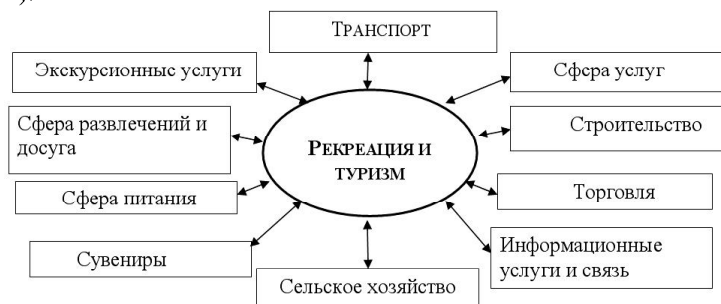 Транспорт
Экскурсионные услуги
Сфера услуг
Сфера развлечений и
досуга
Строительство
Рекреация и
туризм
Сфера питания
Торговля
Сувениры
Информационные
услуги и связь
Сельское хозяйство